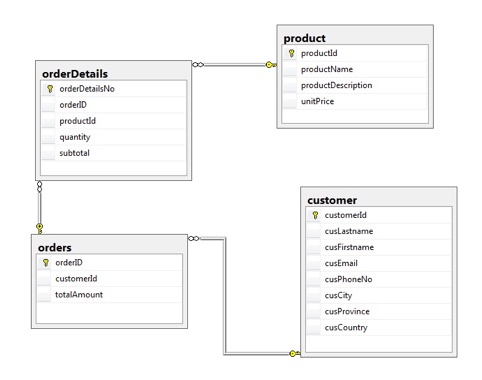 product
productId
productName
productDescription
unitPrice
orderDetails
orderDetailsNo
orderID
productId
quantity
subtotal
customer
customerId
cusLastname
cusFirstname
cusEmail
cusPhoneNo
cusCity
cusProvince
cusCountry
orders
orderID
customerId
totalAmount